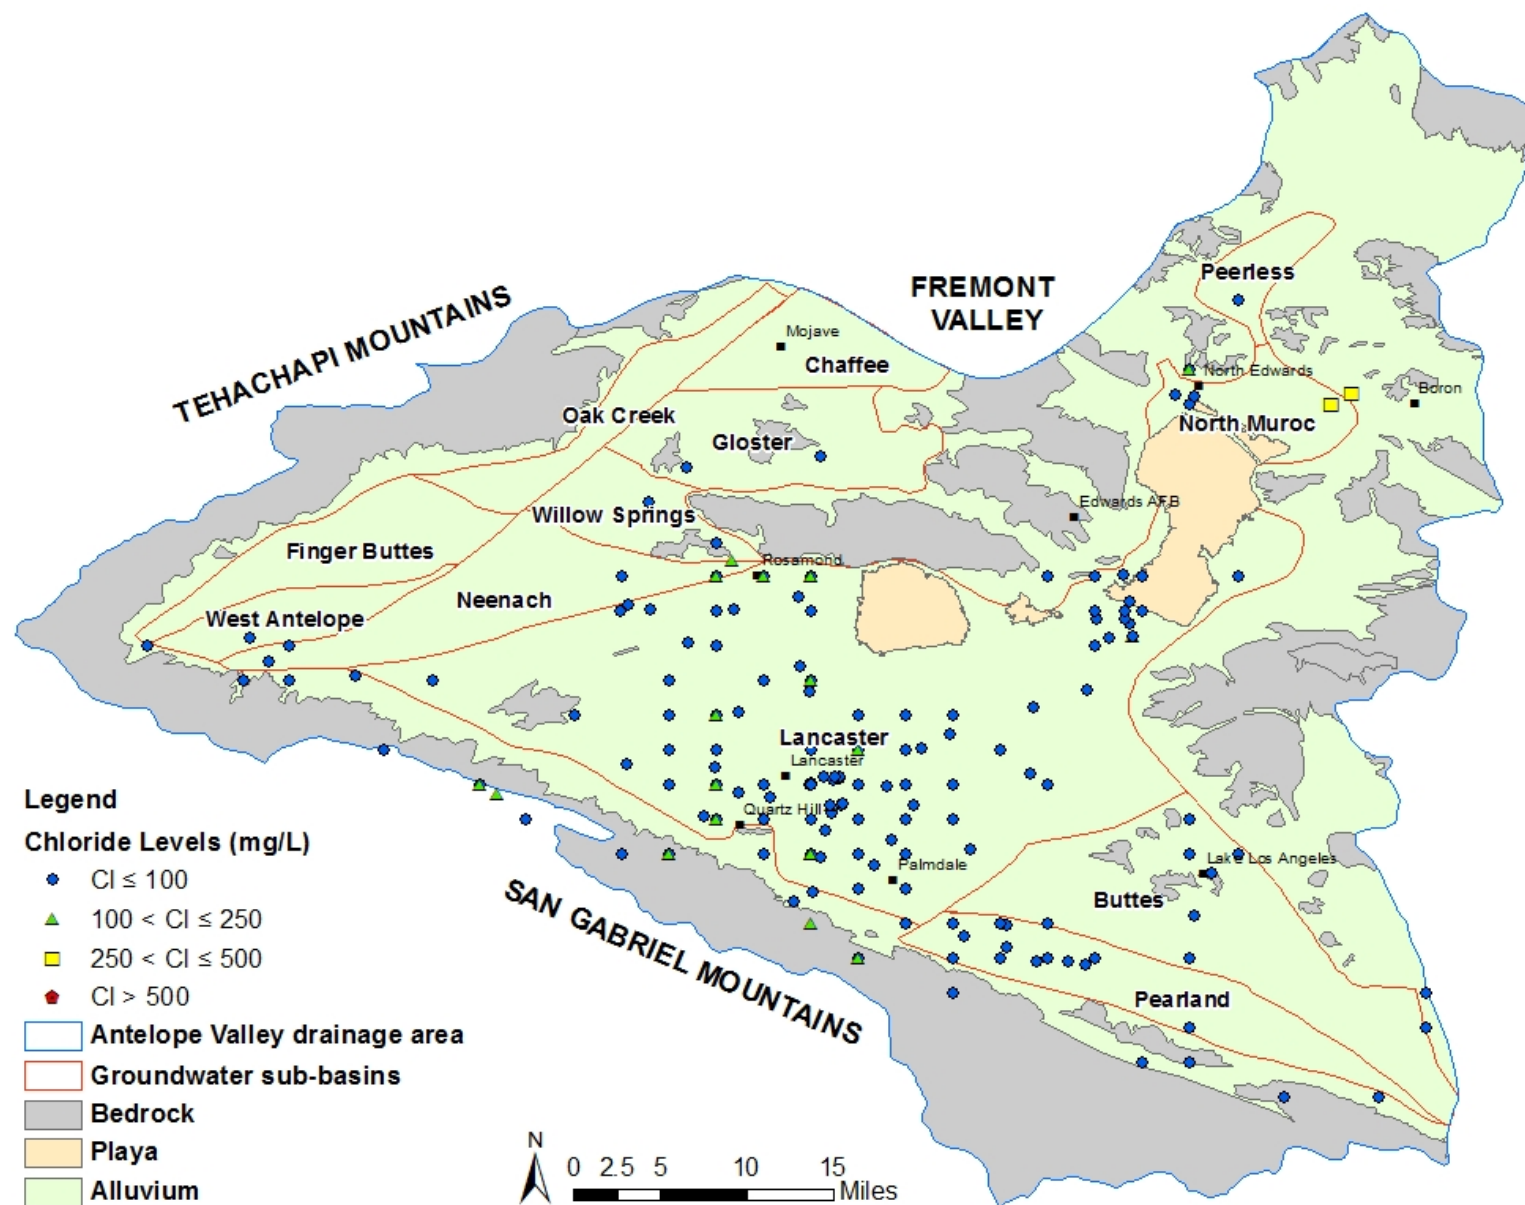 FREMONT
VALLEY
TEHACHAPI MOUNTAINS
Peerless
Mojave
Chaffee
North Edwards
Boron
Oak Creek
North Muroc
Gloster
Edwards AFB
Willow Springs
Finger Buttes
Rosamond
Neenach
West Antelope
Lancaster
Lancaster
Quartz Hill
Lake Los Angeles
Palmdale
Buttes
SAN GABRIEL MOUNTAINS
Pearland
Legend
Chloride Levels (mg/L)
Cl ≤ 100
100 < Cl ≤ 250
250 < Cl ≤ 500
Cl > 500
Antelope Valley drainage area
Groundwater sub-basins
Bedrock
Playa
Alluvium
N
0 2.5 5 10 15
Miles